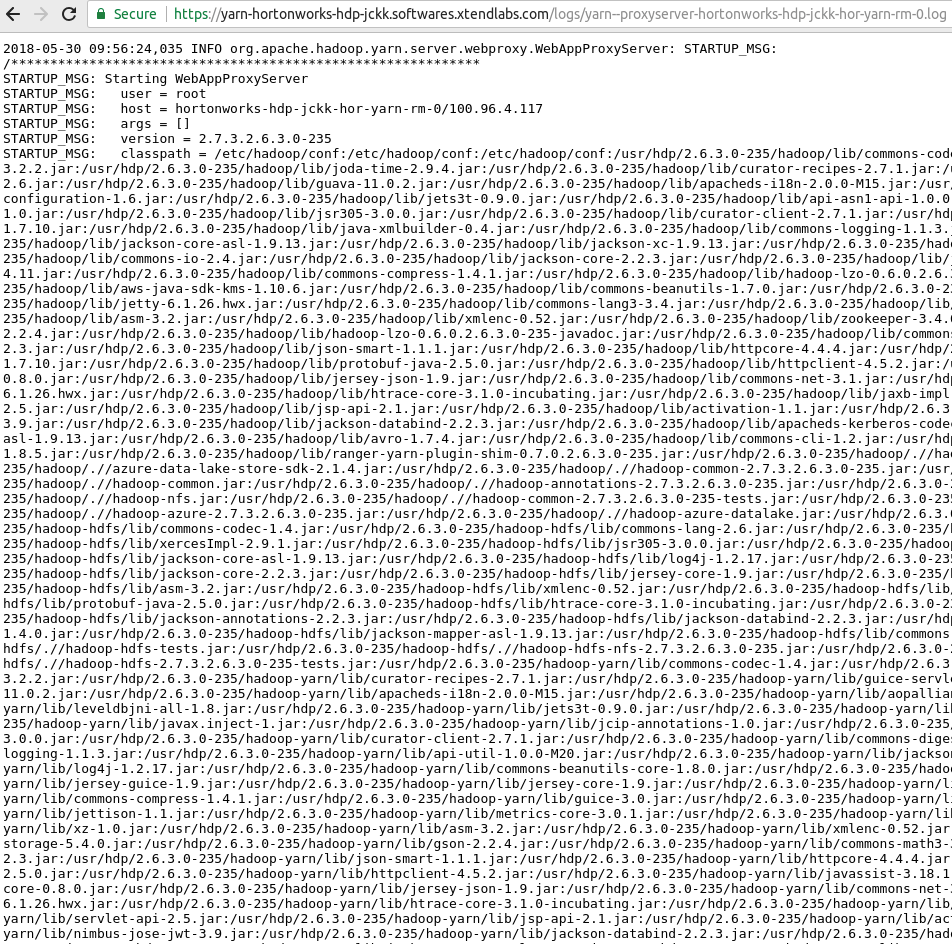 Secure https://yarn-hortonworks-hdp-jckk.softwares.xtendlabs.com/logs/yarn--proxyserver-hortonworks-hdp-jckk-hor-yarn-rm-0.log
2018-05-30 09:56:24,035 INFO org.apache.hadoop.yarn.server.webproxy.WebAppProxyServer: STARTUP_MSG:
/************************************************************
STARTUP_MSG: Starting WebAppProxyServer
STARTUP_MSG:   user = root
STARTUP_MSG:   host = hortonworks-hdp-jckk-hor-yarn-rm-0/100.96.4.117
STARTUP_MSG:   args = []
STARTUP_MSG:   version = 2.7.3.2.6.3.0-235
STARTUP_MSG:   classpath = /etc/hadoop/conf:/etc/hadoop/conf:/etc/hadoop/conf:/usr/hdp/2.6.3.0-235/hadoop/lib/commons-code
3.2.2.jar:/usr/hdp/2.6.3.0-235/hadoop/lib/joda-time-2.9.4.jar:/usr/hdp/2.6.3.0-235/hadoop/lib/curator-recipes-2.7.1.jar:/
2.6.jar:/usr/hdp/2.6.3.0-235/hadoop/lib/guava-11.0.2.jar:/usr/hdp/2.6.3.0-235/hadoop/lib/apacheds-i18n-2.0.0-M15.jar:/usr/
configuration-1.6.jar:/usr/hdp/2.6.3.0-235/hadoop/lib/jets3t-0.9.0.jar:/usr/hdp/2.6.3.0-235/hadoop/lib/api-asn1-api-1.0.0
1.0.jar:/usr/hdp/2.6.3.0-235/hadoop/lib/jsr305-3.0.0.jar:/usr/hdp/2.6.3.0-235/hadoop/lib/curator-client-2.7.1.jar:/usr/hd
1.7.10.jar:/usr/hdp/2.6.3.0-235/hadoop/lib/java-xmlbuilder-0.4.jar:/usr/hdp/2.6.3.0-235/hadoop/lib/commons-logging-1.1.3.
235/hadoop/lib/jackson-core-asl-1.9.13.jar:/usr/hdp/2.6.3.0-235/hadoop/lib/jackson-xc-1.9.13.jar:/usr/hdp/2.6.3.0-235/had
235/hadoop/lib/commons-io-2.4.jar:/usr/hdp/2.6.3.0-235/hadoop/lib/jackson-core-2.2.3.jar:/usr/hdp/2.6.3.0-235/hadoop/lib/
4.11.jar:/usr/hdp/2.6.3.0-235/hadoop/lib/commons-compress-1.4.1.jar:/usr/hdp/2.6.3.0-235/hadoop/lib/hadoop-lzo-0.6.0.2.6.
235/hadoop/lib/aws-java-sdk-kms-1.10.6.jar:/usr/hdp/2.6.3.0-235/hadoop/lib/commons-beanutils-1.7.0.jar:/usr/hdp/2.6.3.0-2
235/hadoop/lib/jetty-6.1.26.hwx.jar:/usr/hdp/2.6.3.0-235/hadoop/lib/commons-lang3-3.4.jar:/usr/hdp/2.6.3.0-235/hadoop/lib
235/hadoop/lib/asm-3.2.jar:/usr/hdp/2.6.3.0-235/hadoop/lib/xmlenc-0.52.jar:/usr/hdp/2.6.3.0-235/hadoop/lib/zookeeper-3.4.
2.2.4.jar:/usr/hdp/2.6.3.0-235/hadoop/lib/hadoop-lzo-0.6.0.2.6.3.0-235-javadoc.jar:/usr/hdp/2.6.3.0-235/hadoop/lib/common
2.3.jar:/usr/hdp/2.6.3.0-235/hadoop/lib/json-smart-1.1.1.jar:/usr/hdp/2.6.3.0-235/hadoop/lib/httpcore-4.4.4.jar:/usr/hdp/
1.7.10.jar:/usr/hdp/2.6.3.0-235/hadoop/lib/protobuf-java-2.5.0.jar:/usr/hdp/2.6.3.0-235/hadoop/lib/httpclient-4.5.2.jar:/
0.8.0.jar:/usr/hdp/2.6.3.0-235/hadoop/lib/jersey-json-1.9.jar:/usr/hdp/2.6.3.0-235/hadoop/lib/commons-net-3.1.jar:/usr/hd
6.1.26.hwx.jar:/usr/hdp/2.6.3.0-235/hadoop/lib/htrace-core-3.1.0-incubating.jar:/usr/hdp/2.6.3.0-235/hadoop/lib/jaxb-impl
2.5.jar:/usr/hdp/2.6.3.0-235/hadoop/lib/jsp-api-2.1.jar:/usr/hdp/2.6.3.0-235/hadoop/lib/activation-1.1.jar:/usr/hdp/2.6.3
3.9.jar:/usr/hdp/2.6.3.0-235/hadoop/lib/jackson-databind-2.2.3.jar:/usr/hdp/2.6.3.0-235/hadoop/lib/apacheds-kerberos-code
asl-1.9.13.jar:/usr/hdp/2.6.3.0-235/hadoop/lib/avro-1.7.4.jar:/usr/hdp/2.6.3.0-235/hadoop/lib/commons-cli-1.2.jar:/usr/hd
1.8.5.jar:/usr/hdp/2.6.3.0-235/hadoop/lib/ranger-yarn-plugin-shim-0.7.0.2.6.3.0-235.jar:/usr/hdp/2.6.3.0-235/hadoop/.//ha
235/hadoop/.//azure-data-lake-store-sdk-2.1.4.jar:/usr/hdp/2.6.3.0-235/hadoop/.//hadoop-common-2.7.3.2.6.3.0-235.jar:/usr
235/hadoop/.//hadoop-common.jar:/usr/hdp/2.6.3.0-235/hadoop/.//hadoop-annotations-2.7.3.2.6.3.0-235.jar:/usr/hdp/2.6.3.0-
235/hadoop/.//hadoop-nfs.jar:/usr/hdp/2.6.3.0-235/hadoop/.//hadoop-common-2.7.3.2.6.3.0-235-tests.jar:/usr/hdp/2.6.3.0-
235/hadoop/.//hadoop-azure-2.7.3.2.6.3.0-235.jar:/usr/hdp/2.6.3.0-235/hadoop/.//hadoop-azure-datalake.jar:/usr/hdp/2.6.3.
235/hadoop-hdfs/lib/commons-codec-1.4.jar:/usr/hdp/2.6.3.0-235/hadoop-hdfs/lib/commons-lang-2.6.jar:/usr/hdp/2.6.3.0-235/
235/hadoop-hdfs/lib/xercesImpl-2.9.1.jar:/usr/hdp/2.6.3.0-235/hadoop-hdfs/lib/jsr305-3.0.0.jar:/usr/hdp/2.6.3.0-235/hadoop
235/hadoop-hdfs/lib/jackson-core-asl-1.9.13.jar:/usr/hdp/2.6.3.0-235/hadoop-hdfs/lib/log4j-1.2.17.jar:/usr/hdp/2.6.3.0-23
235/hadoop-hdfs/lib/jackson-core-2.2.3.jar:/usr/hdp/2.6.3.0-235/hadoop-hdfs/lib/jersey-core-1.9.jar:/usr/hdp/2.6.3.0-235/
235/hadoop-hdfs/lib/asm-3.2.jar:/usr/hdp/2.6.3.0-235/hadoop-hdfs/lib/xmlenc-0.52.jar:/usr/hdp/2.6.3.0-235/hadoop-hdfs/lib/
hdfs/lib/protobuf-java-2.5.0.jar:/usr/hdp/2.6.3.0-235/hadoop-hdfs/lib/htrace-core-3.1.0-incubating.jar:/usr/hdp/2.6.3.0-2
235/hadoop-hdfs/lib/jackson-annotations-2.2.3.jar:/usr/hdp/2.6.3.0-235/hadoop-hdfs/lib/jackson-databind-2.2.3.jar:/usr/hd
1.4.0.jar:/usr/hdp/2.6.3.0-235/hadoop-hdfs/lib/jackson-mapper-asl-1.9.13.jar:/usr/hdp/2.6.3.0-235/hadoop-hdfs/lib/commons
hdfs/.//hadoop-hdfs-tests.jar:/usr/hdp/2.6.3.0-235/hadoop-hdfs/.//hadoop-hdfs-nfs-2.7.3.2.6.3.0-235.jar:/usr/hdp/2.6.3.0-
hdfs/.//hadoop-hdfs-2.7.3.2.6.3.0-235-tests.jar:/usr/hdp/2.6.3.0-235/hadoop-yarn/lib/commons-codec-1.4.jar:/usr/hdp/2.6.3
3.2.2.jar:/usr/hdp/2.6.3.0-235/hadoop-yarn/lib/curator-recipes-2.7.1.jar:/usr/hdp/2.6.3.0-235/hadoop-yarn/lib/guice-servl
11.0.2.jar:/usr/hdp/2.6.3.0-235/hadoop-yarn/lib/apacheds-i18n-2.0.0-M15.jar:/usr/hdp/2.6.3.0-235/hadoop-yarn/lib/aopallian
yarn/lib/leveldbjni-all-1.8.jar:/usr/hdp/2.6.3.0-235/hadoop-yarn/lib/jets3t-0.9.0.jar:/usr/hdp/2.6.3.0-235/hadoop-yarn/li
235/hadoop-yarn/lib/javax.inject-1.jar:/usr/hdp/2.6.3.0-235/hadoop-yarn/lib/jcip-annotations-1.0.jar:/usr/hdp/2.6.3.0-235
3.0.0.jar:/usr/hdp/2.6.3.0-235/hadoop-yarn/lib/curator-client-2.7.1.jar:/usr/hdp/2.6.3.0-235/hadoop-yarn/lib/commons-dige
logging-1.1.3.jar:/usr/hdp/2.6.3.0-235/hadoop-yarn/lib/api-util-1.0.0-M20.jar:/usr/hdp/2.6.3.0-235/hadoop-yarn/lib/jackso
yarn/lib/log4j-1.2.17.jar:/usr/hdp/2.6.3.0-235/hadoop-yarn/lib/commons-beanutils-core-1.8.0.jar:/usr/hdp/2.6.3.0-235/hado
yarn/lib/jersey-guice-1.9.jar:/usr/hdp/2.6.3.0-235/hadoop-yarn/lib/jersey-core-1.9.jar:/usr/hdp/2.6.3.0-235/hadoop-yarn/l
yarn/lib/commons-compress-1.4.1.jar:/usr/hdp/2.6.3.0-235/hadoop-yarn/lib/guice-3.0.jar:/usr/hdp/2.6.3.0-235/hadoop-yarn/l
yarn/lib/jettison-1.1.jar:/usr/hdp/2.6.3.0-235/hadoop-yarn/lib/metrics-core-3.0.1.jar:/usr/hdp/2.6.3.0-235/hadoop-yarn/li
yarn/lib/xz-1.0.jar:/usr/hdp/2.6.3.0-235/hadoop-yarn/lib/asm-3.2.jar:/usr/hdp/2.6.3.0-235/hadoop-yarn/lib/xmlenc-0.52.jar
storage-5.4.0.jar:/usr/hdp/2.6.3.0-235/hadoop-yarn/lib/gson-2.2.4.jar:/usr/hdp/2.6.3.0-235/hadoop-yarn/lib/commons-math3-
2.3.jar:/usr/hdp/2.6.3.0-235/hadoop-yarn/lib/json-smart-1.1.1.jar:/usr/hdp/2.6.3.0-235/hadoop-yarn/lib/httpcore-4.4.4.jar
2.5.0.jar:/usr/hdp/2.6.3.0-235/hadoop-yarn/lib/httpclient-4.5.2.jar:/usr/hdp/2.6.3.0-235/hadoop-yarn/lib/javassist-3.18.1
core-0.8.0.jar:/usr/hdp/2.6.3.0-235/hadoop-yarn/lib/jersey-json-1.9.jar:/usr/hdp/2.6.3.0-235/hadoop-yarn/lib/commons-net-
6.1.26.hwx.jar:/usr/hdp/2.6.3.0-235/hadoop-yarn/lib/htrace-core-3.1.0-incubating.jar:/usr/hdp/2.6.3.0-235/hadoop-yarn/lib/
yarn/lib/servlet-api-2.5.jar:/usr/hdp/2.6.3.0-235/hadoop-yarn/lib/jsp-api-2.1.jar:/usr/hdp/2.6.3.0-235/hadoop-yarn/lib/ac
yarn/lib/nimbus-jose-jwt-3.9.jar:/usr/hdp/2.6.3.0-235/hadoop-yarn/lib/jackson-databind-2.2.3.jar:/usr/hdp/2.6.3.0-235/had